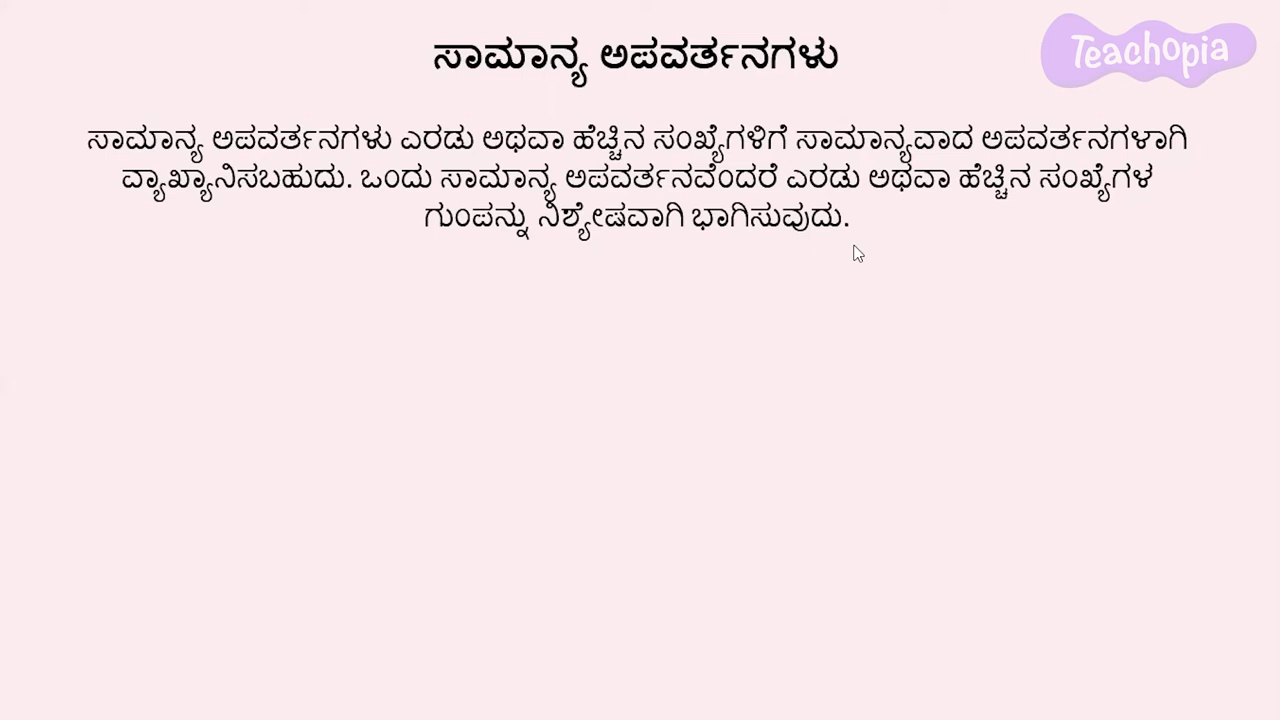 ಸಾಮಾನ್ಯ ಅಪವರ್ತನಗಳು
Teachopia
ಸಾಮಾನ್ಯ ಅಪವರ್ತನಗಳು ಎರಡು ಅಥವಾ ಹೆಚ್ಚಿನ ಸಂಖ್ಯೆಗಳಿಗೆ ಸಾಮಾನ್ಯವಾದ ಅಪವರ್ತನಗಳಾಗಿ
ವ್ಯಾಖ್ಯಾನಿಸಬಹುದು. ಒಂದು ಸಾಮಾನ್ಯ ಅಪವರ್ತನವೆಂದರೆ ಎರಡು ಅಥವಾ ಹೆಚ್ಚಿನ ಸಂಖ್ಯೆಗಳ
ಗುಂಪನ್ನು ನಿಶ್ಯೇಷವಾಗಿ ಭಾಗಿಸುವುದು.